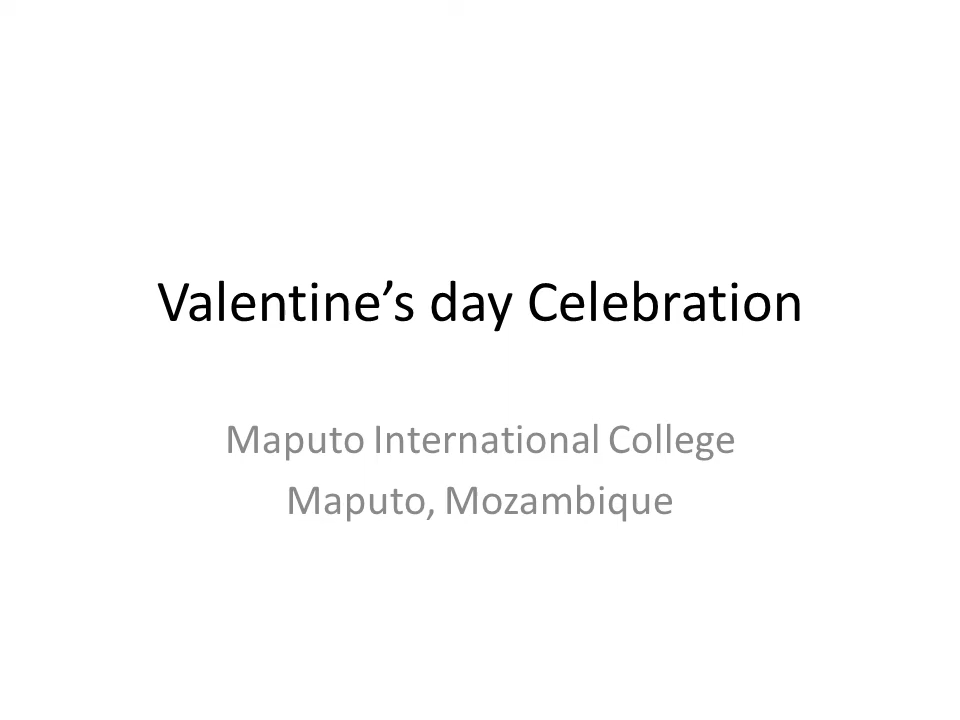 Valentine’s day Celebration
Maputo International College
Maputo, Mozambique